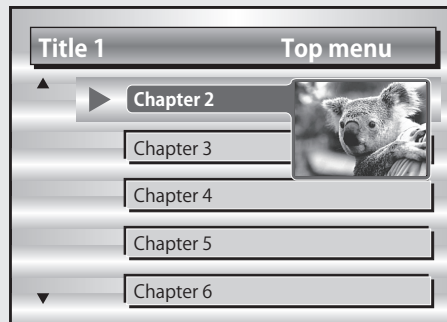 Title 1 Top menu
Chapter 2
Chapter 3
Chapter 4
Chapter 5
Chapter 6